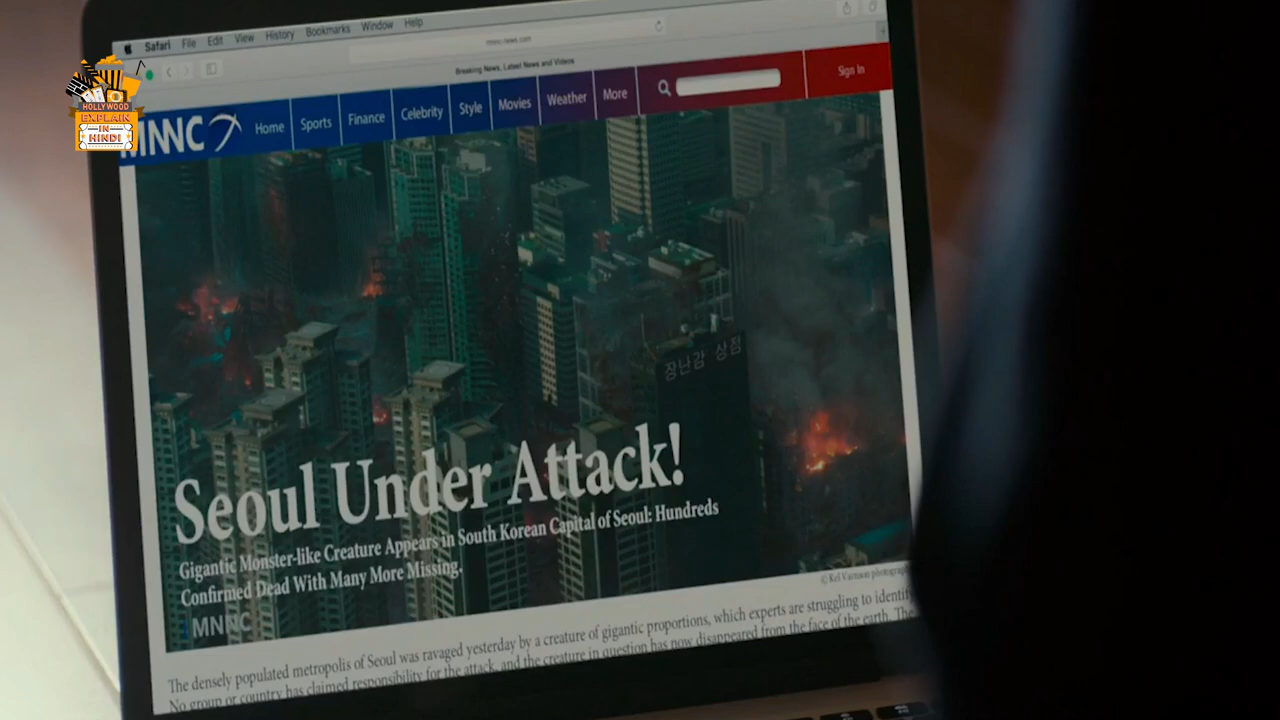 Safari File Edit View History Bookmarks Window Help
mnnc-news.com
Breaking News, Latest News and Videos
HOLLYWOOD
EXPLAIN
IN
HINDI
MNNC Home Sports Finance Celebrity Style Movies Weather More Sign In
장난감 상점
Seoul Under Attack!
Gigantic Monster-like Creature Appears in South Korean Capital of Seoul: Hundreds
Confirmed Dead With Many More Missing.
MNNC
The densely populated metropolis of Seoul was ravaged yesterday by a creature of gigantic proportions, which experts are struggling to
No group or country has claimed responsibility for the attack, and the creature in question has now disappeared from the face of the earth. The